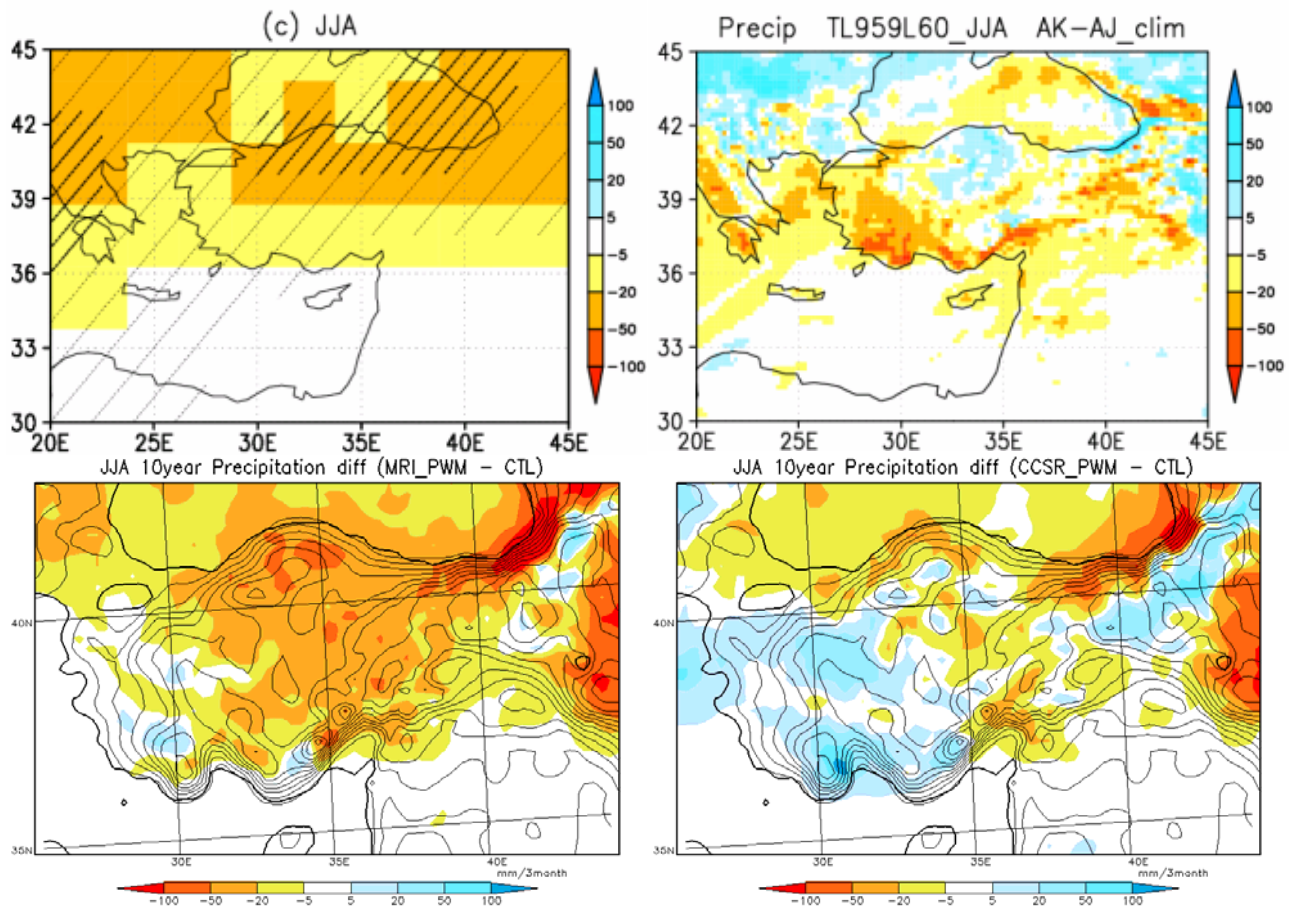 (c) JJA
45
42
39
36
33
30
20E 25E 30E 35E 40E 45E
100
50
20
5
-5
-20
-50
-100
Precip TL959L60_JJA AK-AJ_clim
45
42
39
36
33
30
20E 25E 30E 35E 40E 45E
100
50
20
5
-5
-20
-50
-100
JJA 10year Precipitation diff (MRI_PWM - CTL)
40N
35N
30E 35E 40E
mm/3month
-100 -50 -20 -5 5 20 50 100
JJA 10year Precipitation diff (CCSR_PWM - CTL)
40N
35N
30E 35E 40E
mm/3month
-100 -50 -20 -5 5 20 50 100